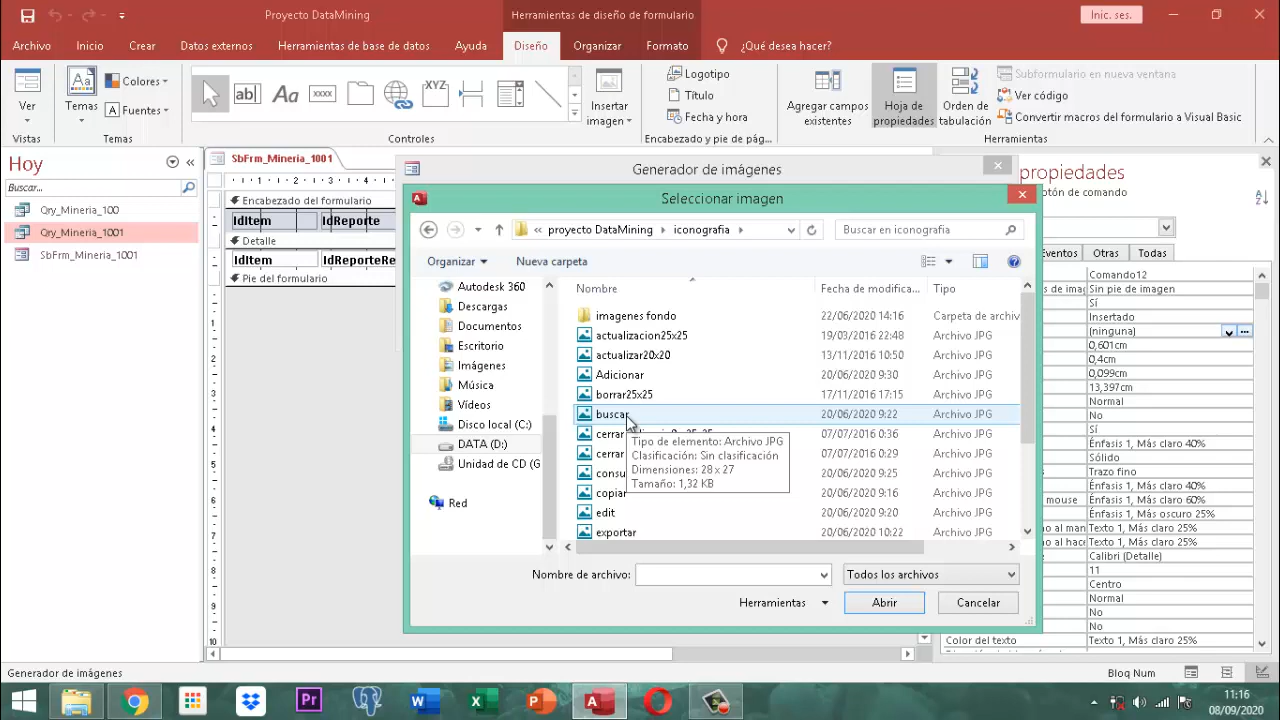 Proyecto DataMining
Herramientas de diseño de formulario
Inic. ses.
Archivo Inicio Crear Datos externos Herramientas de base de datos Ayuda Diseño Organizar Formato ¿Qué desea hacer?
Ver
Vistas
Temas
Colores
Fuentes
Temas
ab|
Aa
xxxx
XYZ
Controles
Insertar imagen
Logotipo
Título
Fecha y hora
Encabezado y pie de pág...
Agregar campos existentes
Hoja de propiedades
Orden de tabulación
Subformulario en nueva ventana
Ver código
Convertir macros del formulario a Visual Basic
Herramientas
Hoy
Buscar...
Qry_Mineria_100
Qry_Mineria_1001
SbFrm_Mineria_1001
SbFrm_Mineria_1001
Encabezado del formulario
IdItem IdReporte
Detalle
IdItem IdReporteRe
Pie del formulario
Generador de imágenes
Seleccionar imagen
« proyecto DataMining iconografia
Buscar en iconografia
Organizar Nueva carpeta
Autodesk 360
Descargas
Documentos
Escritorio
Imágenes
Música
Vídeos
Disco local (C:)
DATA (D:)
Unidad de CD (G
Red
Nombre Fecha de modifica... Tipo
imagenes fondo 22/06/2020 14:16 Carpeta de archiv
actualizacion25x25 19/03/2016 22:48 Archivo JPG
actualizar20x20 13/11/2016 10:50 Archivo JPG
Adicionar 20/06/2020 9:30 Archivo JPG
borrar25x25 17/11/2016 17:15 Archivo JPG
buscar 20/06/2020 9:22 Archivo JPG
cerrar 07/07/2016 0:36 Archivo JPG
cerrar 07/07/2016 0:29 Archivo JPG
consu 20/06/2020 9:25 Archivo JPG
copiar 20/06/2020 9:16 Archivo JPG
edit 20/06/2020 9:20 Archivo JPG
exportar 20/06/2020 10:22 Archivo JPG
Tipo de elemento: Archivo JPG
Clasificación: Sin clasificación
Dimensiones: 28 x 27
Tamaño: 1,32 KB
Nombre de archivo:
Todos los archivos
Herramientas Abrir Cancelar
propiedades
botón de comando
Eventos Otras Todas
Comando12
s de imag Sin pie de imagen
Sí
Insertado
(ninguna)
0,601cm
0,4cm
0,099cm
13,397cm
Normal
No
Énfasis 1, Más claro 40%
Sólido
Trazo fino
Énfasis 1, Más claro 40%
mouse Énfasis 1, Más claro 60%
Énfasis 1, Más oscuro 25%
o al man Texto 1, Más claro 25%
o al hace Texto 1, Más claro 25%
Calibri (Detalle)
11
Centro
Normal
No
No
Color del texto Texto 1, Más claro 25%
Generador de imágenes
Bloq Num
11:16
08/09/2020